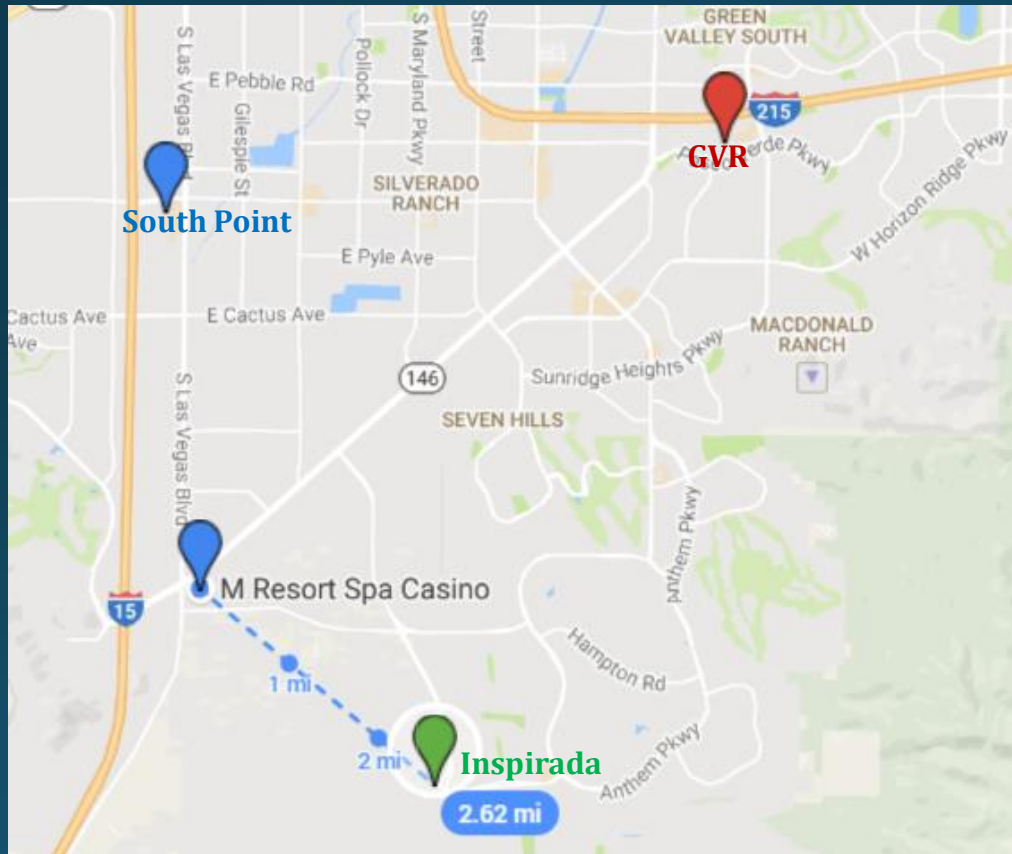 GREEN
VALLEY SOUTH
S Las Vegas Blvd
Pollock Dr
S Maryland Pkwy
Street
E Pebble Rd
Gilespie St
215
GVR
erde Pkwy
W Horizon Ridge Pkwy
SILVERADO
RANCH
South Point
E Pyle Ave
Cactus Ave
Ave
E Cactus Ave
MACDONALD
RANCH
146
Sunridge Heights Pkwy
S Las Vegas Blvd
SEVEN HILLS
Anthem Pkwy
15
M Resort Spa Casino
1 mi
Hampton Rd
2 mi
Inspirada
Anthem Pkwy
2.62 mi